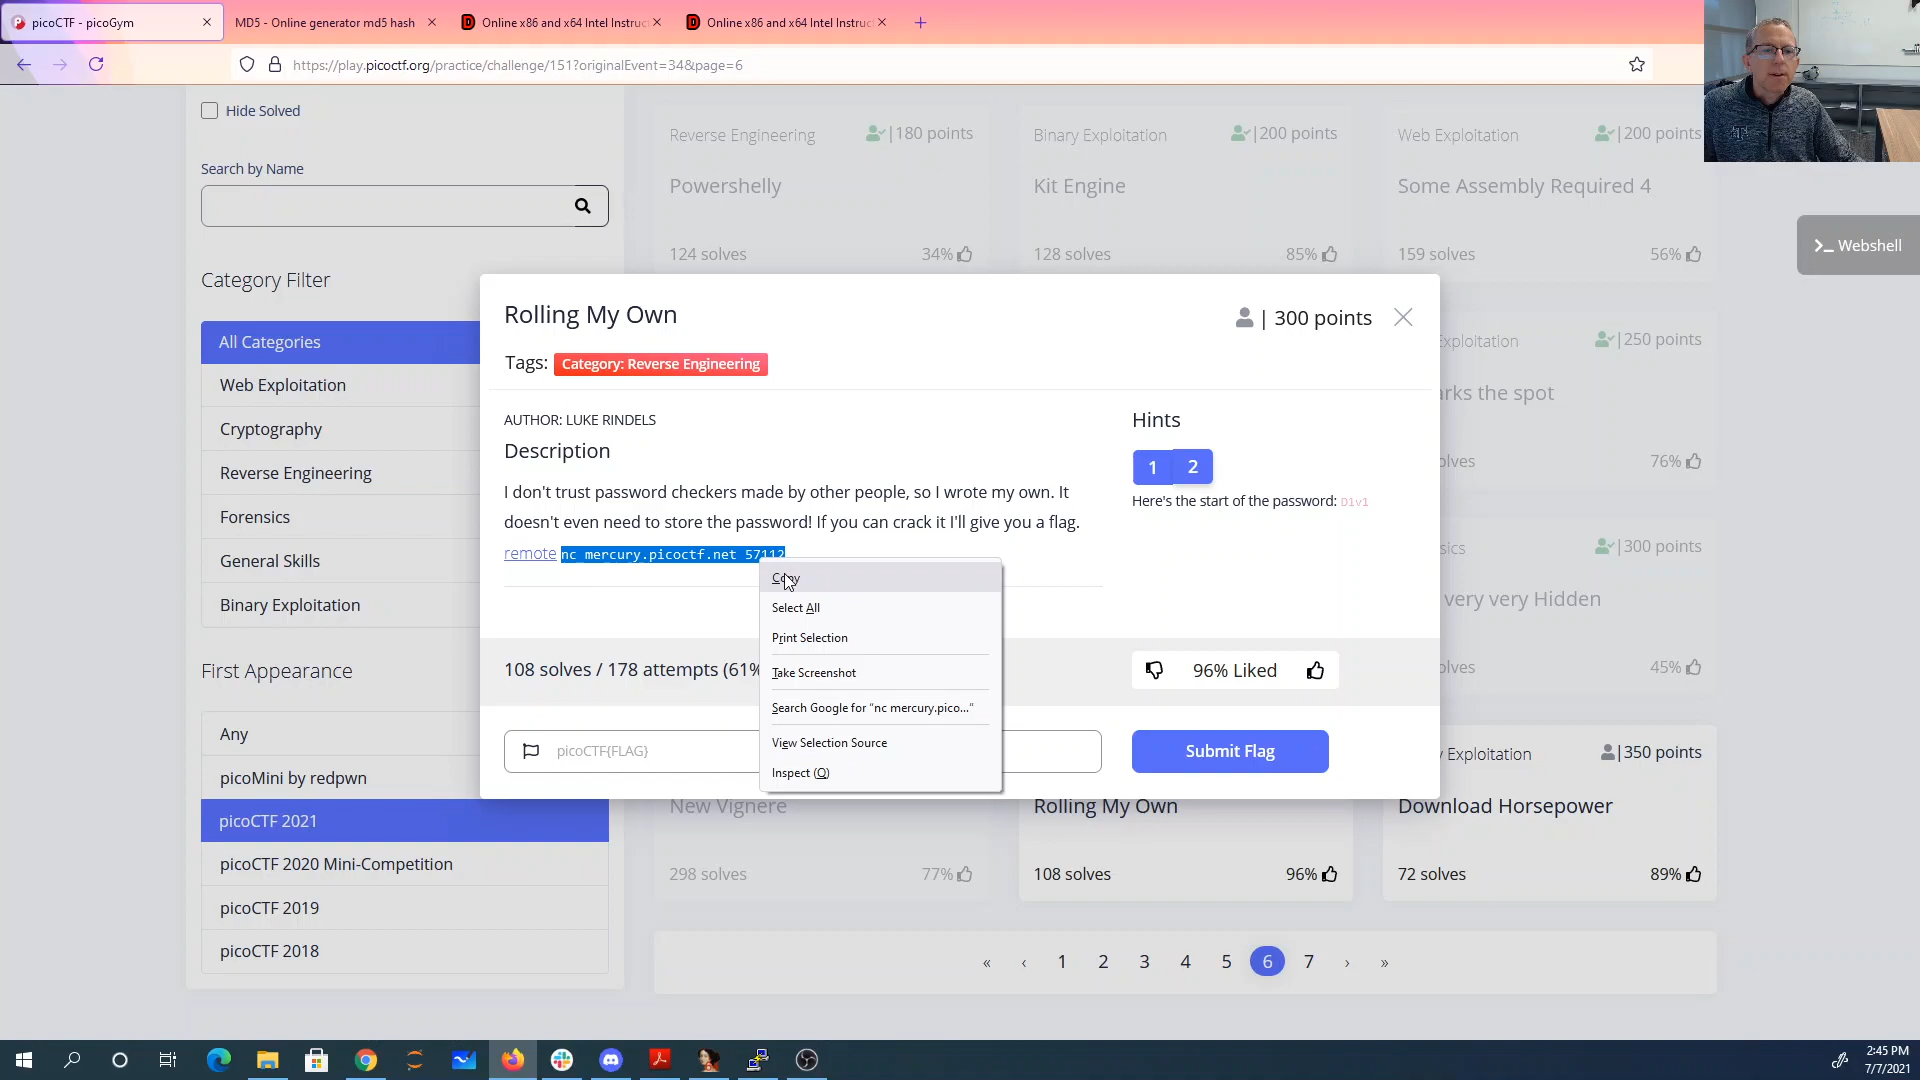 picoCTF - picoGym
MD5 - Online generator md5 hash
Online x86 and x64 Intel Instruc
Online x86 and x64 Intel Instruc
https://play.picoctf.org/practice/challenge/151?originalEvent=34&page=6
Hide Solved
Search by Name
Category Filter
All Categories
Web Exploitation
Cryptography
Reverse Engineering
Forensics
General Skills
Binary Exploitation
First Appearance
Any
picoMini by redpwn
picoCTF 2021
picoCTF 2020 Mini-Competition
picoCTF 2019
picoCTF 2018
Reverse Engineering |180 points
Powershelly
124 solves 34%
Binary Exploitation |200 points
Kit Engine
128 solves 85%
Web Exploitation |200 points
Some Assembly Required 4
159 solves 56%
>_ Webshell
Exploitation |250 points
arks the spot
olves 76%
sics |300 points
very very Hidden
olves 45%
Rolling My Own
| 300 points
Tags: Category: Reverse Engineering
AUTHOR: LUKE RINDELS
Description
I don't trust password checkers made by other people, so I wrote my own. It
doesn't even need to store the password! If you can crack it I'll give you a flag.
remote nc mercury.picoctf.net 57112
Hints
1 2
Here's the start of the password: D1v1
Copy
Select All
Print Selection
Take Screenshot
Search Google for “nc mercury.pico...”
View Selection Source
Inspect (Q)
108 solves / 178 attempts (61%
96% Liked
picoCTF{FLAG}
Submit Flag
New Vignere
298 solves 77%
Rolling My Own
108 solves 96%
y Exploitation |350 points
Download Horsepower
72 solves 89%
« ‹ 1 2 3 4 5 6 7 › »
2:45 PM
7/7/2021